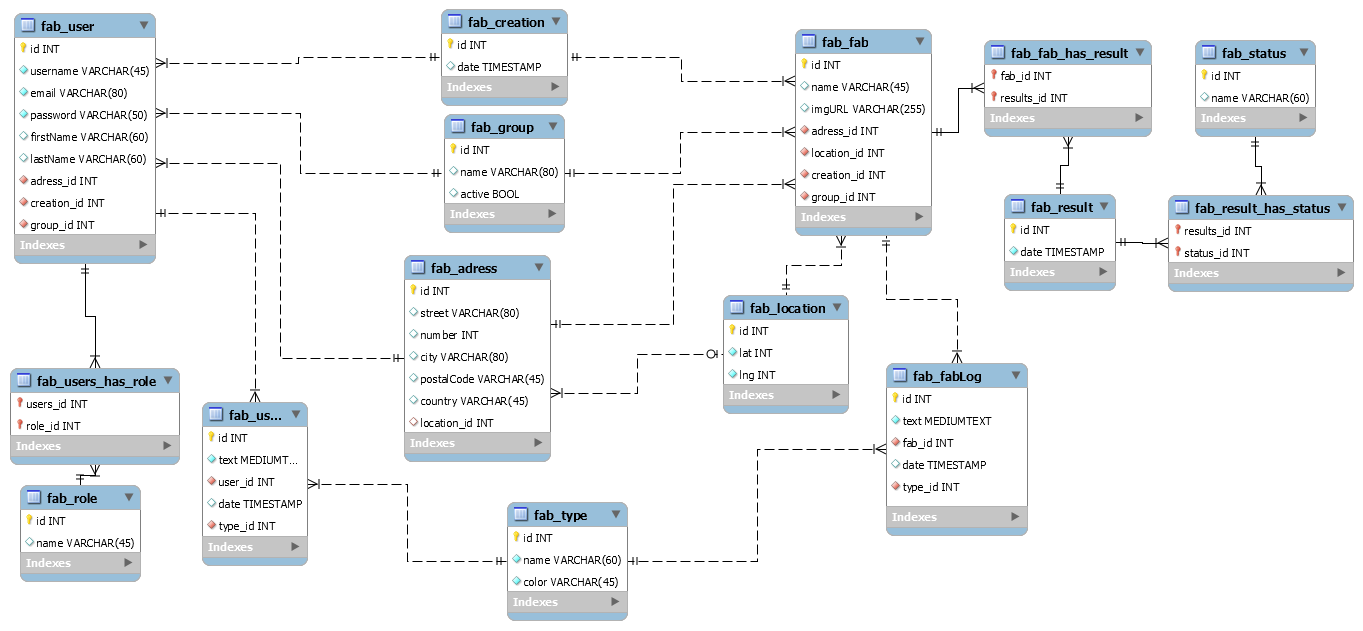 fab_user
id INT
username VARCHAR(45)
email VARCHAR(80)
password VARCHAR(50)
firstName VARCHAR(60)
lastName VARCHAR(60)
adress_id INT
creation_id INT
group_id INT
Indexes
fab_creation
id INT
date TIMESTAMP
Indexes
fab_group
id INT
name VARCHAR(80)
active BOOL
Indexes
fab_fab
id INT
name VARCHAR(45)
imgURL VARCHAR(255)
adress_id INT
location_id INT
creation_id INT
group_id INT
Indexes
fab_fab_has_result
fab_id INT
results_id INT
Indexes
fab_status
id INT
name VARCHAR(60)
Indexes
fab_result
id INT
date TIMESTAMP
Indexes
fab_result_has_status
results_id INT
status_id INT
Indexes
fab_adress
id INT
street VARCHAR(80)
number INT
city VARCHAR(80)
postalCode VARCHAR(45)
country VARCHAR(45)
location_id INT
Indexes
fab_location
id INT
lat INT
lng INT
Indexes
fab_users_has_role
users_id INT
role_id INT
Indexes
fab_us...
id INT
text MEDIUMT...
user_id INT
date TIMESTAMP
type_id INT
Indexes
fab_fabLog
id INT
text MEDIUMTEXT
fab_id INT
date TIMESTAMP
type_id INT
Indexes
fab_role
id INT
name VARCHAR(45)
Indexes
fab_type
id INT
name VARCHAR(60)
color VARCHAR(45)
Indexes